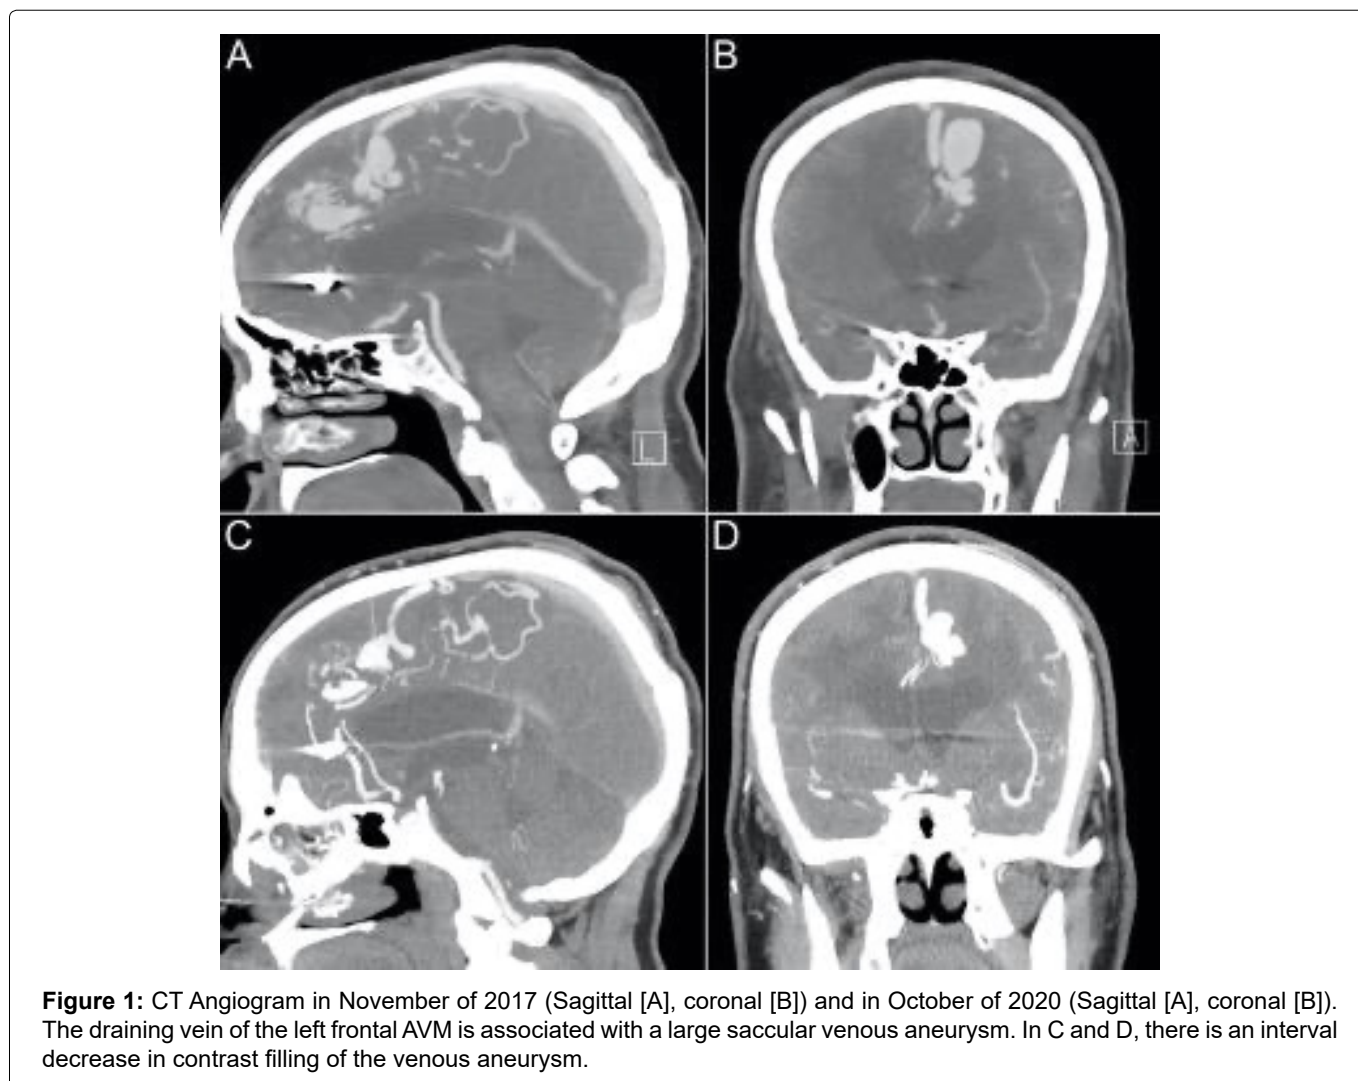 A
B
L
A
C
D
Figure 1: CT Angiogram in November of 2017 (Sagittal [A], coronal [B]) and in October of 2020 (Sagittal [A], coronal [B]).
The draining vein of the left frontal AVM is associated with a large saccular venous aneurysm. In C and D, there is an interval
decrease in contrast filling of the venous aneurysm.